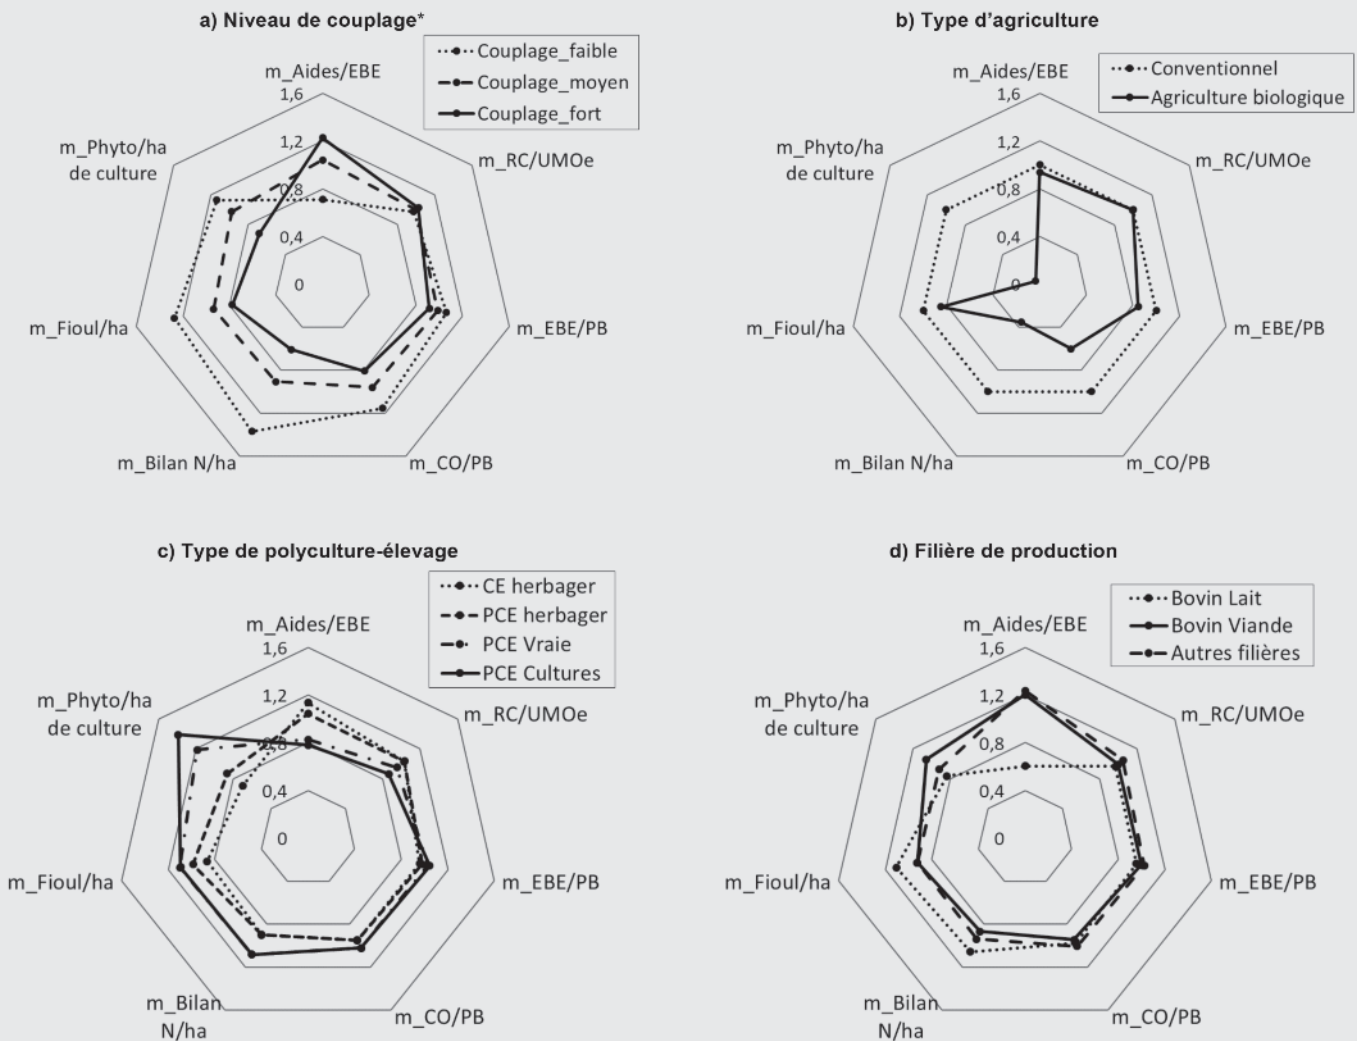 a) Niveau de couplage*
Couplage_faible
Couplage_moyen
Couplage_fort
m_Aides/EBE
1,6
1,2
0,8
0,4
0
m_RC/UMOe
m_EBE/PB
m_CO/PB
m_Bilan N/ha
m_Fioul/ha
m_Phyto/ha
de culture
b) Type d'agriculture
Conventionnel
Agriculture biologique
m_Aides/EBE
1,6
1,2
0,8
0,4
0
m_RC/UMOe
m_EBE/PB
m_CO/PB
m_Bilan N/ha
m_Fioul/ha
m_Phyto/ha
de culture
c) Type de polyculture-élevage
CE herbager
PCE herbager
PCE Vraie
PCE Cultures
m_Aides/EBE
1,6
1,2
0,8
0,4
0
m_RC/UMOe
m_EBE/PB
m_CO/PB
m_Bilan
N/ha
m_Fioul/ha
m_Phyto/ha
de culture
d) Filière de production
Bovin Lait
Bovin Viande
Autres filières
m_Aides/EBE
1,6
1,2
0,8
0,4
0
m_RC/UMOe
m_EBE/PB
m_CO/PB
m_Bilan
N/ha
m_Fioul/ha
m_Phyto/ha
de culture